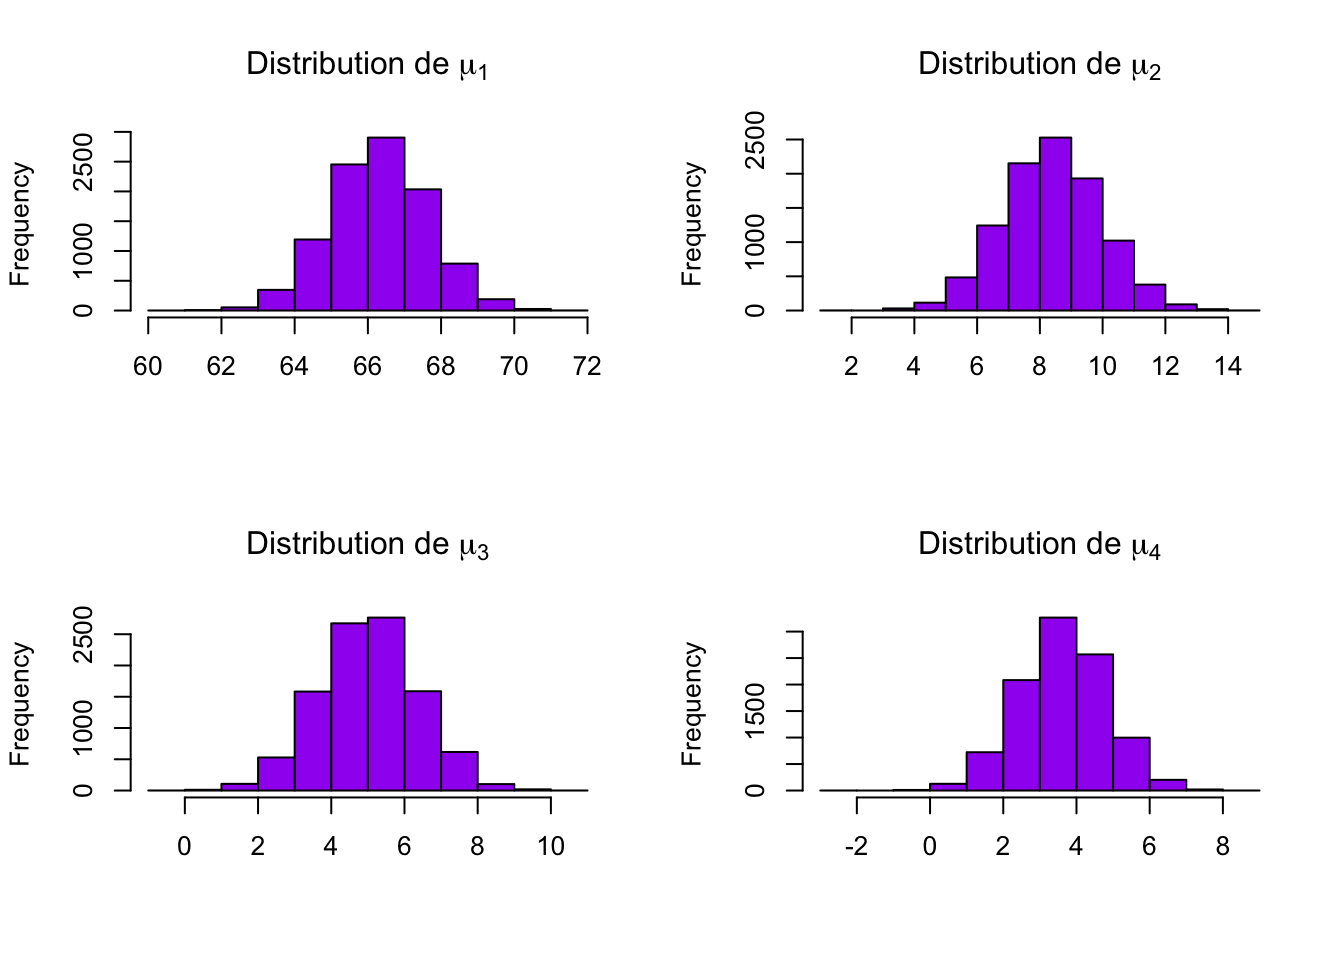 Distribution de μ1
Frequency
0 1000 2500
60 62 64 66 68 70 72
Distribution de μ2
Frequency
0 1000 2500
2 4 6 8 10 12 14
Distribution de μ3
Frequency
0 1000 2500
0 2 4 6 8 10
Distribution de μ4
Frequency
0 1500
-2 0 2 4 6 8